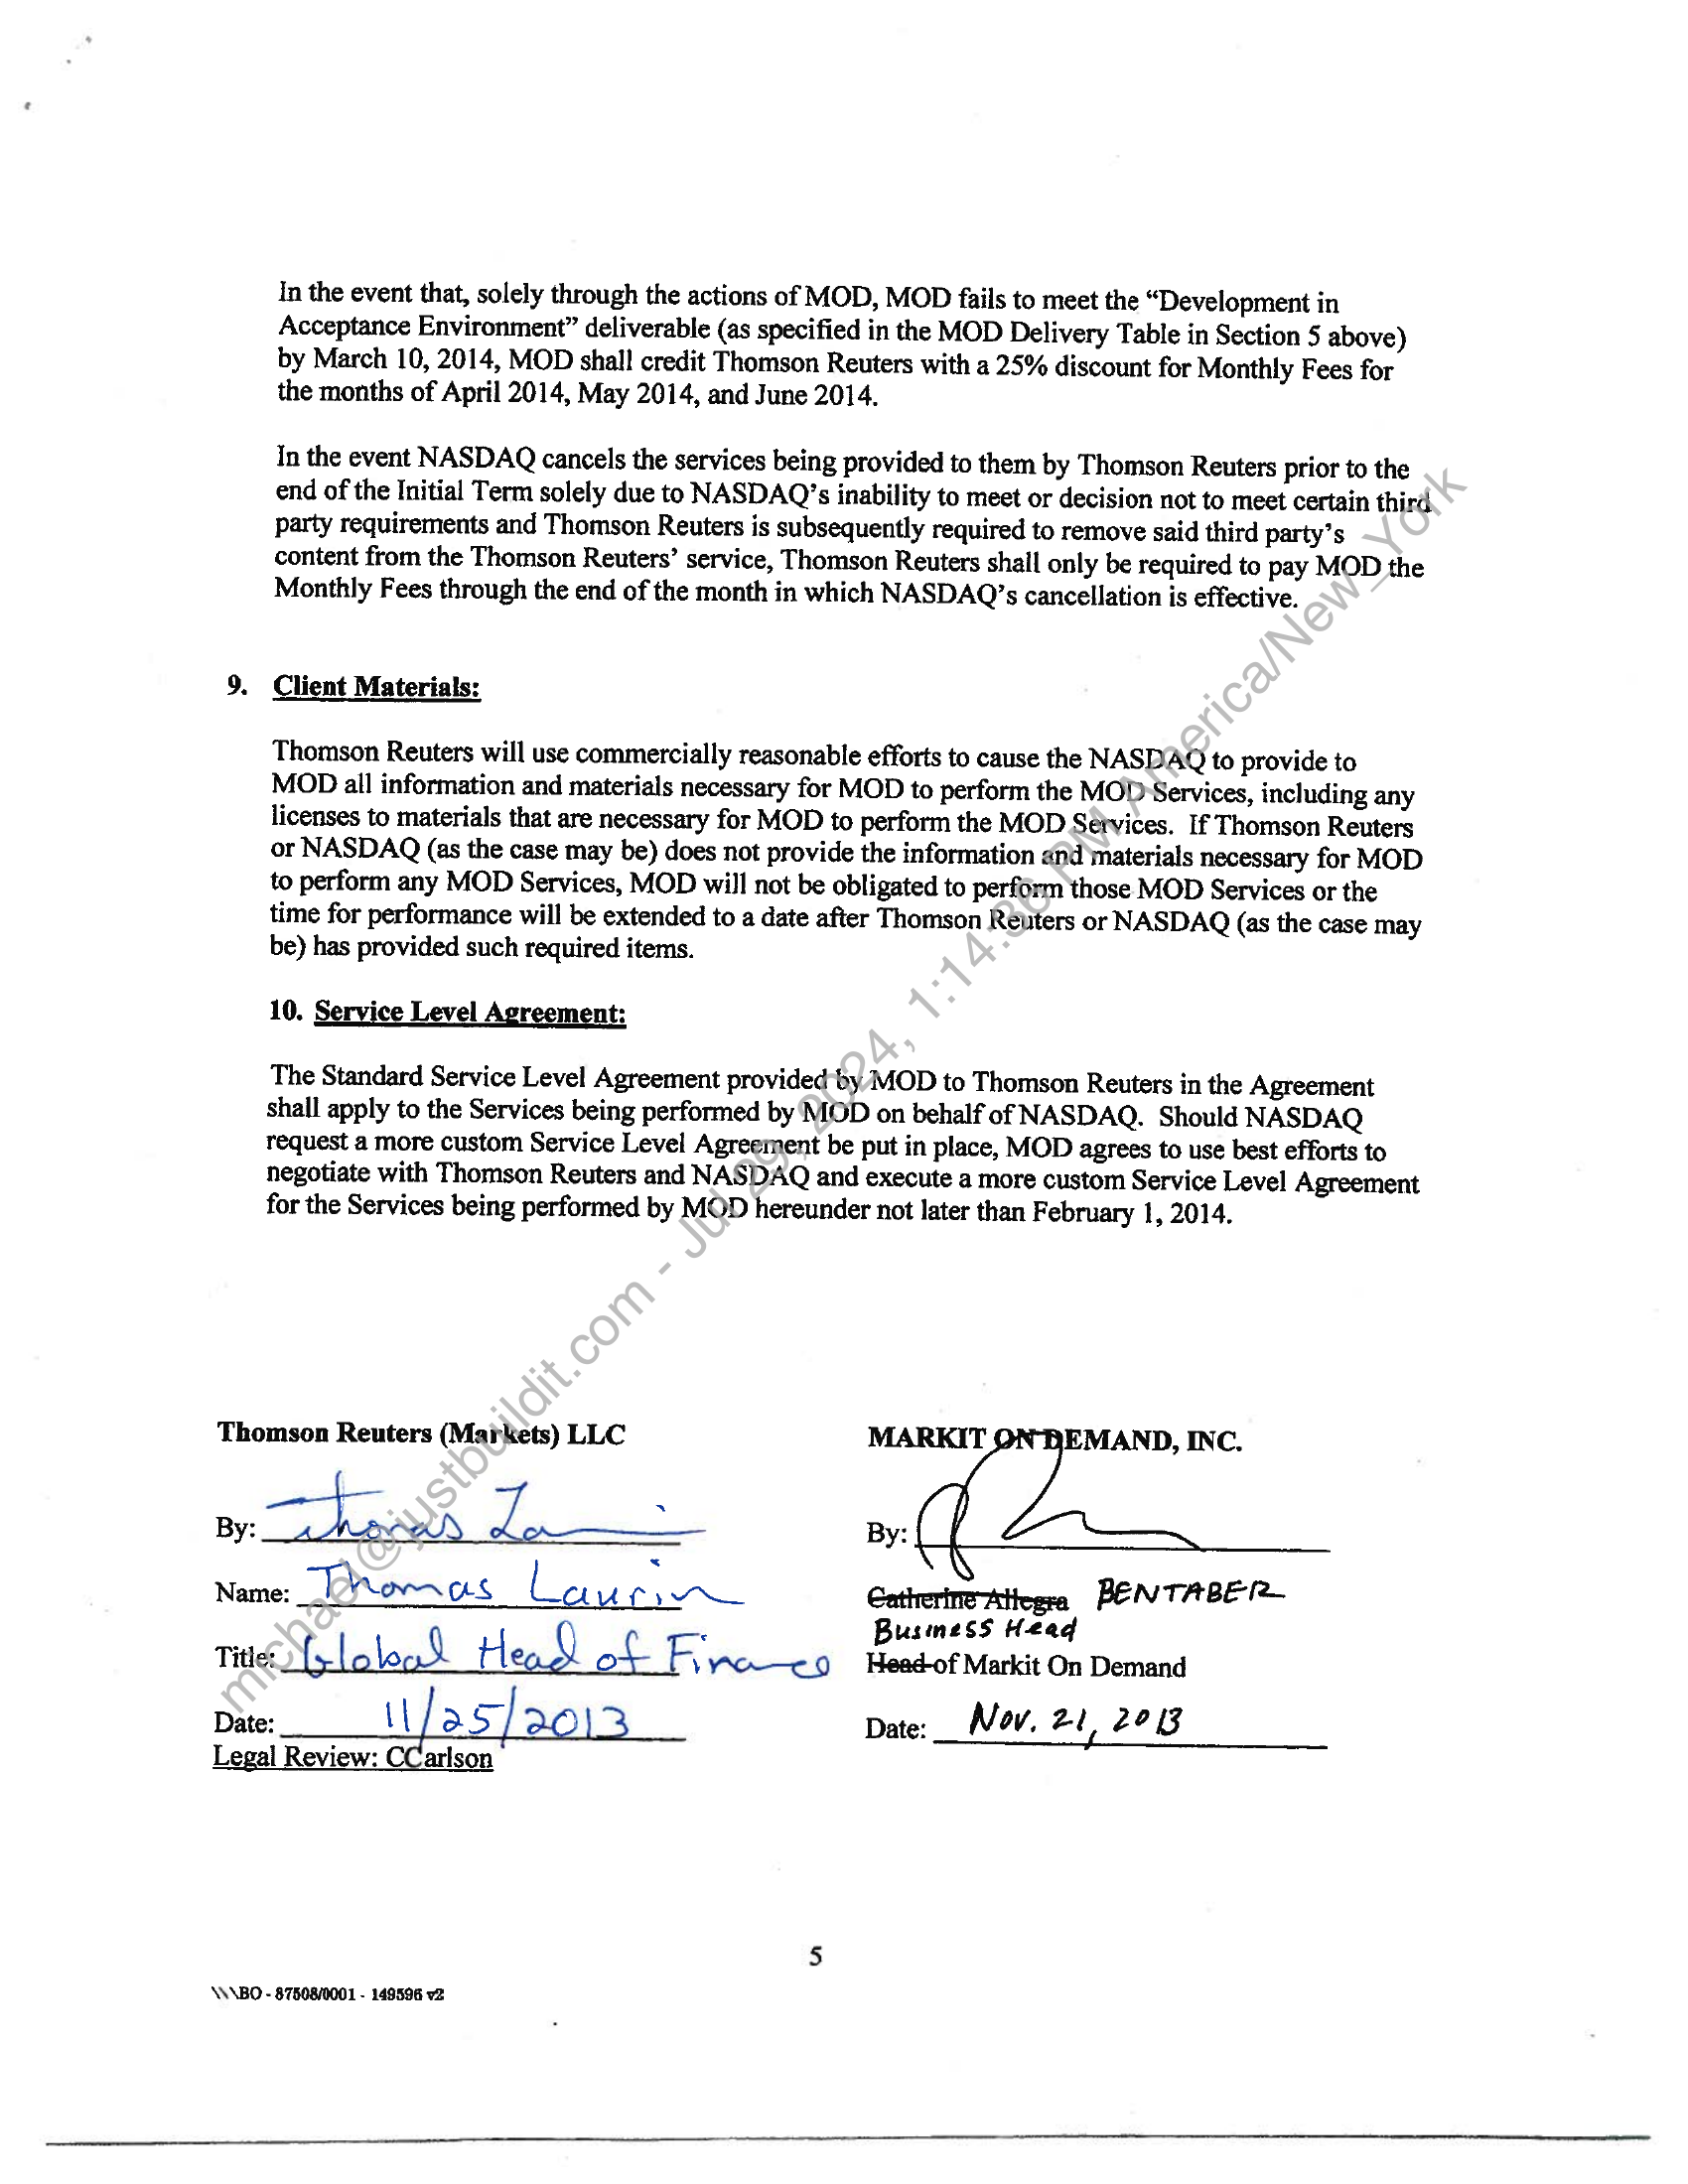 In the event that, solely through the actions of MOD, MOD fails to meet the “Development in
Acceptance Environment” deliverable (as specified in the MOD Delivery Table in Section 5 above)
by March 10, 2014, MOD shall credit Thomson Reuters with a 25% discount for Monthly Fees for
the months of April 2014, May 2014, and June 2014.
In the event NASDAQ cancels the services being provided to them by Thomson Reuters prior to the
end of the Initial Term solely due to NASDAQ’s inability to meet or decision not to meet certain third
party requirements and Thomson Reuters is subsequently required to remove said third party’s
content from the Thomson Reuters’ service, Thomson Reuters shall only be required to pay MOD the
Monthly Fees through the end of the month in which NASDAQ’s cancellation is effective.
9. Client Materials:
Thomson Reuters will use commercially reasonable efforts to cause the NASDAQ to provide to
MOD all information and materials necessary for MOD to perform the MOD Services, including any
licenses to materials that are necessary for MOD to perform the MOD Services. If Thomson Reuters
or NASDAQ (as the case may be) does not provide the information and materials necessary for MOD
to perform any MOD Services, MOD will not be obligated to perform those MOD Services or the
time for performance will be extended to a date after Thomson Reuters or NASDAQ (as the case may
be) has provided such required items.
10. Service Level Agreement:
The Standard Service Level Agreement provided by MOD to Thomson Reuters in the Agreement
shall apply to the Services being performed by MOD on behalf of NASDAQ. Should NASDAQ
request a more custom Service Level Agreement be put in place, MOD agrees to use best efforts to
negotiate with Thomson Reuters and NASDAQ and execute a more custom Service Level Agreement
for the Services being performed by MOD hereunder not later than February 1, 2014.
michael@justbuildit.com - Jul 29, 2024, 1:14:36 PM America/New_York
Thomson Reuters (Markets) LLC
By: Thomas
Name: Thomas Laurin
Title: Global Head of Finance
Date: 11/25/2013
Legal Review: CCarlson
MARKIT ON DEMAND, INC.
By:
Catherine Allegra BENTABER
Business Head
Head of Markit On Demand
Date: Nov. 21, 2013
5
\\\BO - 87508/0001 - 149596 v2